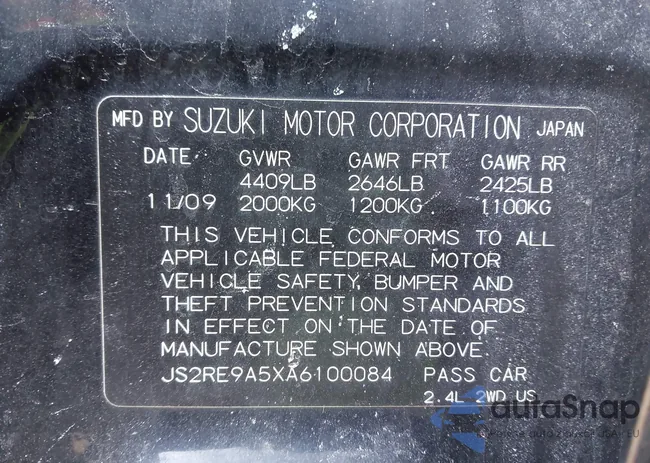 MFD BY SUZUKI MOTOR CORPORATION JAPAN
DATE GVWR GAWR FRT GAWR RR
4409LB 2646LB 2425LB
11/09 2000KG 1200KG 1100KG
THIS VEHICLE CONFORMS TO ALL
APPLICABLE FEDERAL MOTOR
VEHICLE SAFETY, BUMPER AND
THEFT PREVENTION STANDARDS
IN EFFECT ON THE DATE OF
MANUFACTURE SHOWN ABOVE
JS2RE9A5XA6100084 PASS CAR
2.4L 2WD US
autaSnap